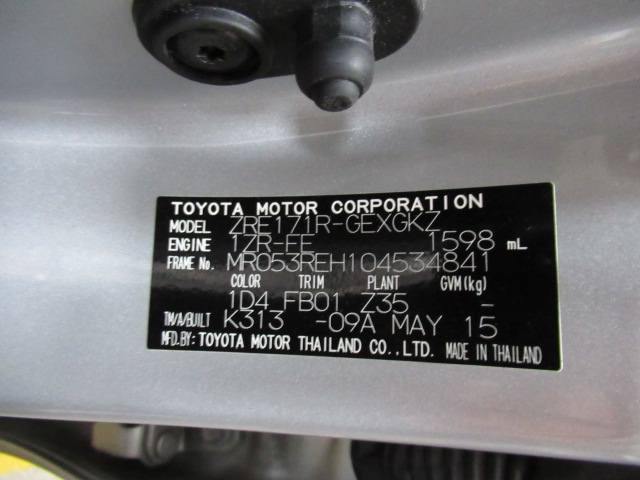 TOYOTA MOTOR CORPORATION
MODEL ZRE171R-GEXGKZ
ENGINE 1ZR-FE 1598 mL
FRAME No. MR053REH104534841
COLOR TRIM PLANT GVM(kg)
1D4 FB01 Z35 -
TM/A/BUILT K313 -09A MAY 15
MFD.BY: TOYOTA MOTOR THAILAND CO.,LTD. MADE IN THAILAND